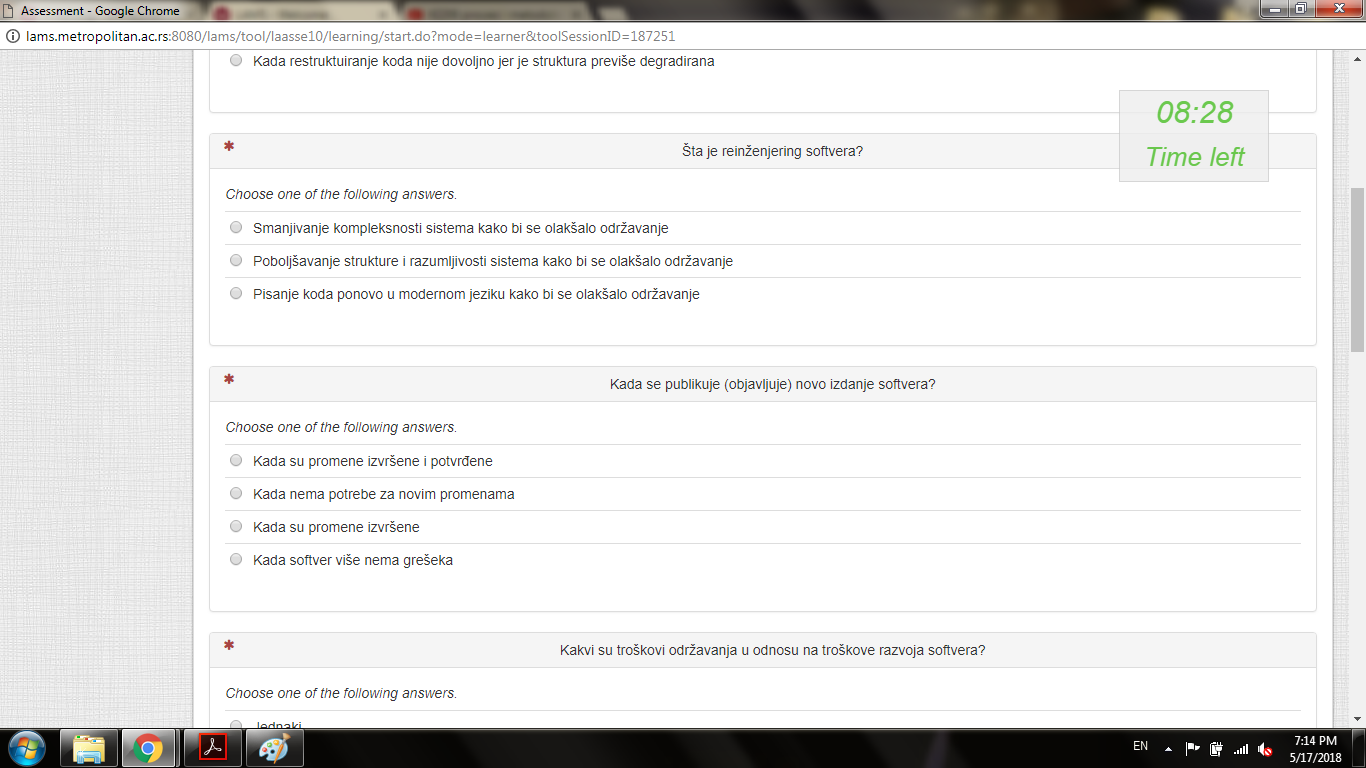 Assessment - Google Chrome
lams.metropolitan.ac.rs:8080/lams/tool/laasse10/learning/start.do?mode=learner&toolSessionID=187251
Kada restruktuiranje koda nije dovoljno jer je struktura previše degradirana
08:28
Time left
Šta je reinženjering softvera?
Choose one of the following answers.
Smanjivanje kompleksnosti sistema kako bi se olakšalo održavanje
Poboljšavanje strukture i razumljivosti sistema kako bi se olakšalo održavanje
Pisanje koda ponovo u modernom jeziku kako bi se olakšalo održavanje
Kada se publikuje (objavljuje) novo izdanje softvera?
Choose one of the following answers.
Kada su promene izvršene i potvrđene
Kada nema potrebe za novim promenama
Kada su promene izvršene
Kada softver više nema grešeka
Kakvi su troškovi održavanja u odnosu na troškove razvoja softvera?
Choose one of the following answers.
Jednaki
EN
7:14 PM
5/17/2018